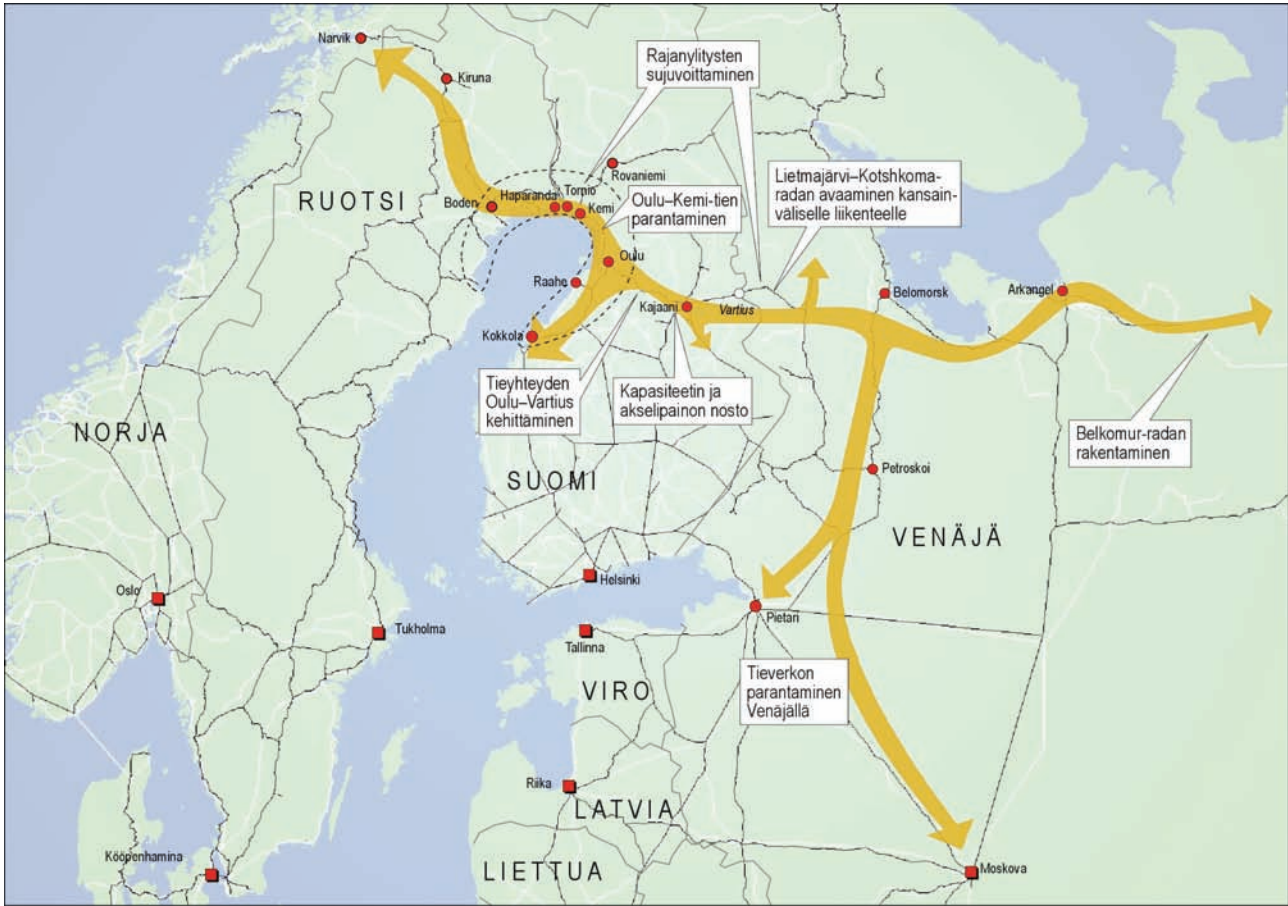 Narvik
Kiruna
Rajanylitysten
sujuvoittaminen
Rovaniemi
RUOTSI
Boden
Haparanda
Torpio
Kemi
Oulu–Kemi-tien
parantaminen
Lietmajärvi–Kotshkoma-
radan avaaminen kansain-
väliselle liikenteelle
Oulu
Raahe
Kajaani
Vartius
Belomorsk
Arkangel
Kokkola
Tieyhteyden
Oulu–Vartius
kehittäminen
Kapasiteetin ja
akselipainon nosto
Belkomur-radan
rakentaminen
NORJA
SUOMI
Petroskoi
VENÄJÄ
Oslo
Helsinki
Tukholma
Tallinna
Pietari
VIRO
Tieverkon
parantaminen
Venäjällä
Riika
LATVIA
LIETTUA
Kööpenhamina
Moskova